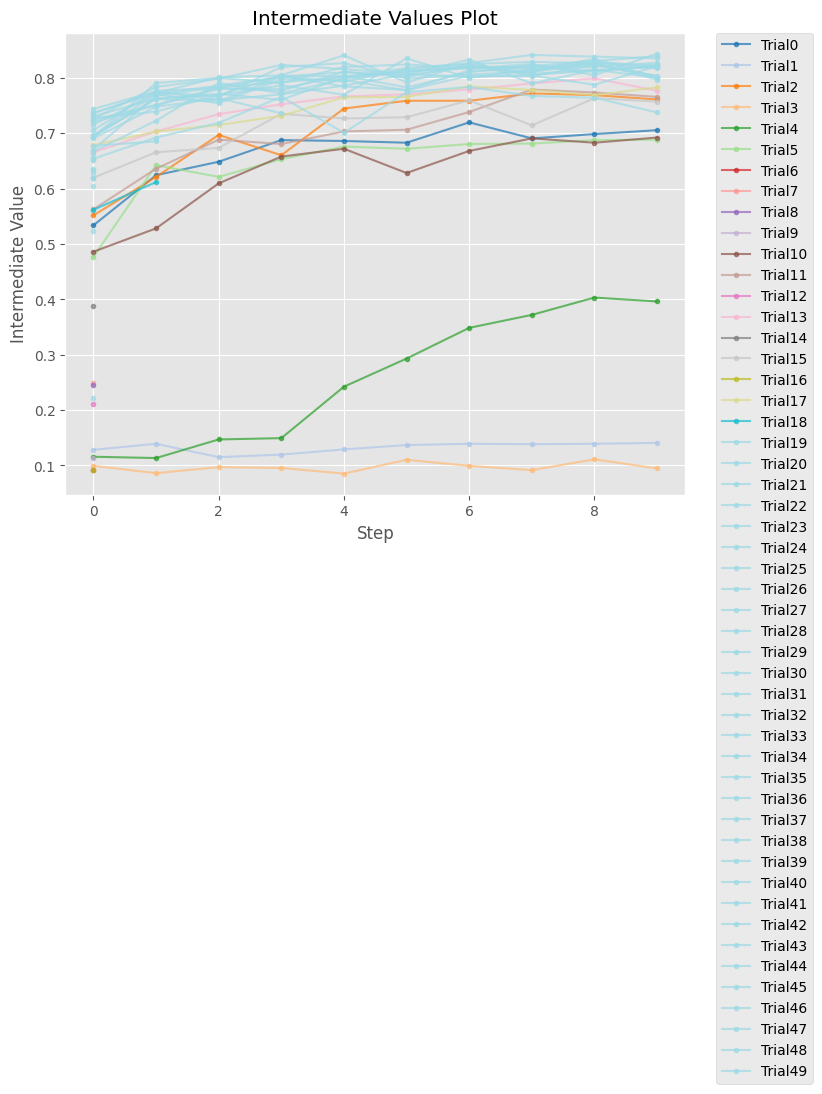 Intermediate Values Plot
Intermediate Value
0.8
0.7
0.6
0.5
0.4
0.3
0.2
0.1
0 2 4 6 8
Step
Trial0
Trial1
Trial2
Trial3
Trial4
Trial5
Trial6
Trial7
Trial8
Trial9
Trial10
Trial11
Trial12
Trial13
Trial14
Trial15
Trial16
Trial17
Trial18
Trial19
Trial20
Trial21
Trial22
Trial23
Trial24
Trial25
Trial26
Trial27
Trial28
Trial29
Trial30
Trial31
Trial32
Trial33
Trial34
Trial35
Trial36
Trial37
Trial38
Trial39
Trial40
Trial41
Trial42
Trial43
Trial44
Trial45
Trial46
Trial47
Trial48
Trial49